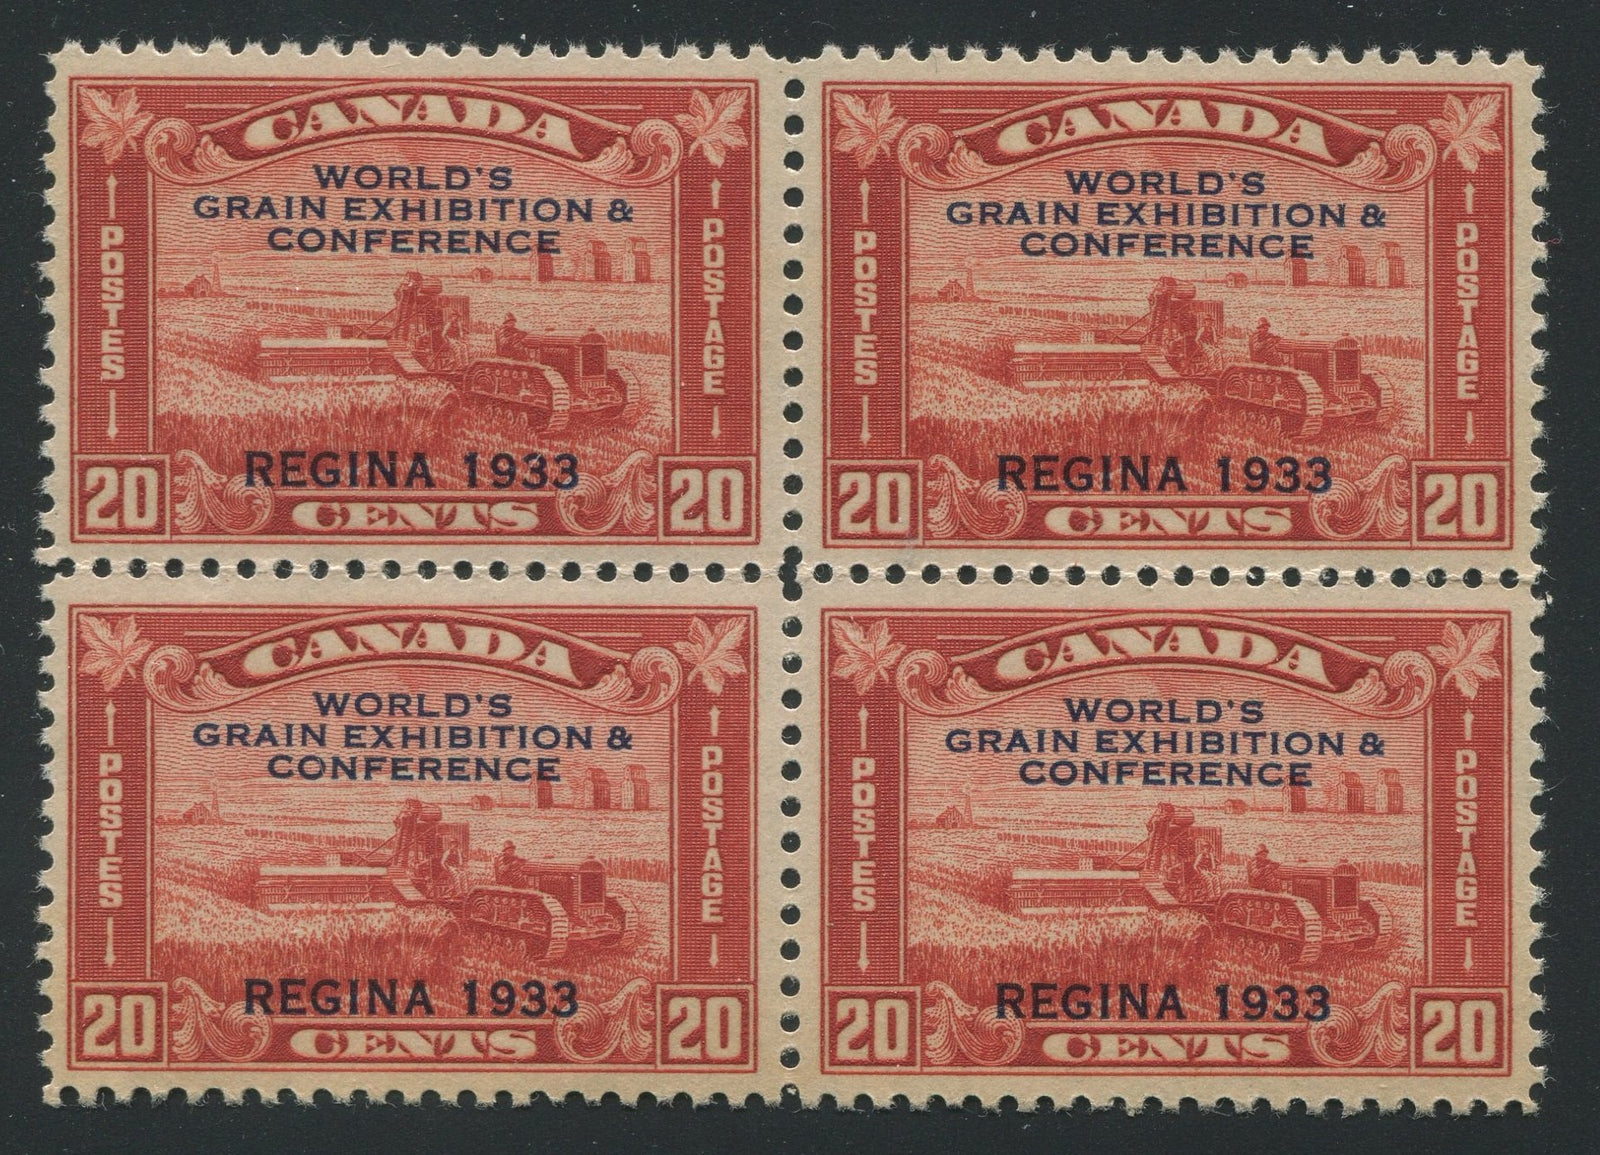 CANADA
WORLD'S
GRAIN EXHIBITION &
CONFERENCE
POSTES
POSTAGE
REGINA 1933
20 CENTS 20
CANADA
WORLD'S
GRAIN EXHIBITION &
CONFERENCE
POSTES
POSTAGE
REGINA 1933
20 CENTS 20
CANADA
WORLD'S
GRAIN EXHIBITION &
CONFERENCE
POSTES
POSTAGE
REGINA 1933
20 CENTS 20
CANADA
WORLD'S
GRAIN EXHIBITION &
CONFERENCE
POSTES
POSTAGE
REGINA 1933
20 CENTS 20